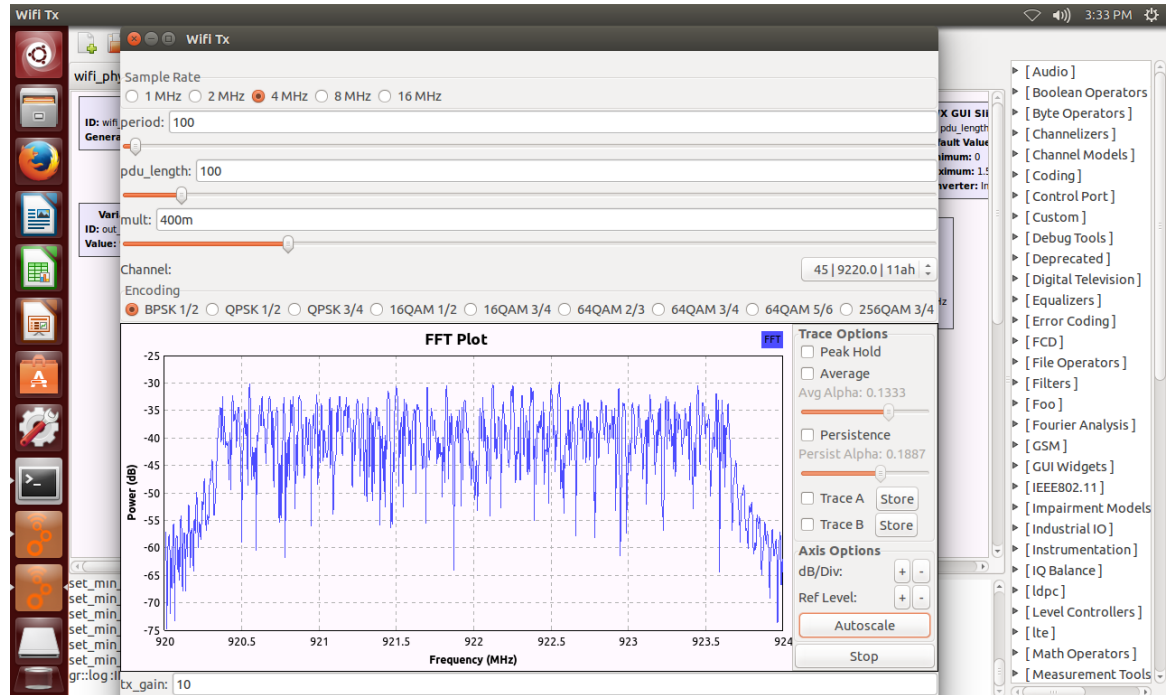 Wifi Tx
3:33 PM
Wifi Tx
wifi_phy
Sample Rate
1 MHz 2 MHz 4 MHz 8 MHz 16 MHz
ID: wifi
Genera
period: 100
pdu_length: 100
Vari
ID: out_
Value:
mult: 400m
Channel:
45 | 9220.0 | 11ah
Encoding
BPSK 1/2 QPSK 1/2 QPSK 3/4 16QAM 1/2 16QAM 3/4 64QAM 2/3 64QAM 3/4 64QAM 5/6 256QAM 3/4
FFT Plot
FFT
Power (dB)
-25
-30
-35
-40
-45
-50
-55
-60
-65
-70
-75
920 920.5 921 921.5 922 922.5 923 923.5 924
Frequency (MHz)
Trace Options
Peak Hold
Average
Avg Alpha: 0.1333
Persistence
Persist Alpha: 0.1887
Trace A Store
Trace B Store
Axis Options
dB/Div: + -
Ref Level: + -
Autoscale
Stop
tx_gain: 10
set_min_
set_min_
set_min_
set_min_
set_min_
set_min_
gr::log :I
X GUI Sli
pdu_length
fault Value
nimum: 0
ximum: 1.5
nverter: In
Hz
[ Audio ]
[ Boolean Operators
[ Byte Operators ]
[ Channelizers ]
[ Channel Models ]
[ Coding ]
[ Control Port ]
[ Custom ]
[ Debug Tools ]
[ Deprecated ]
[ Digital Television ]
[ Equalizers ]
[ Error Coding ]
[ FCD ]
[ File Operators ]
[ Filters ]
[ Foo ]
[ Fourier Analysis ]
[ GSM ]
[ GUI Widgets ]
[ IEEE802.11 ]
[ Impairment Models
[ Industrial IO ]
[ Instrumentation ]
[ IQ Balance ]
[ ldpc ]
[ Level Controllers ]
[ lte ]
[ Math Operators ]
[ Measurement Tools